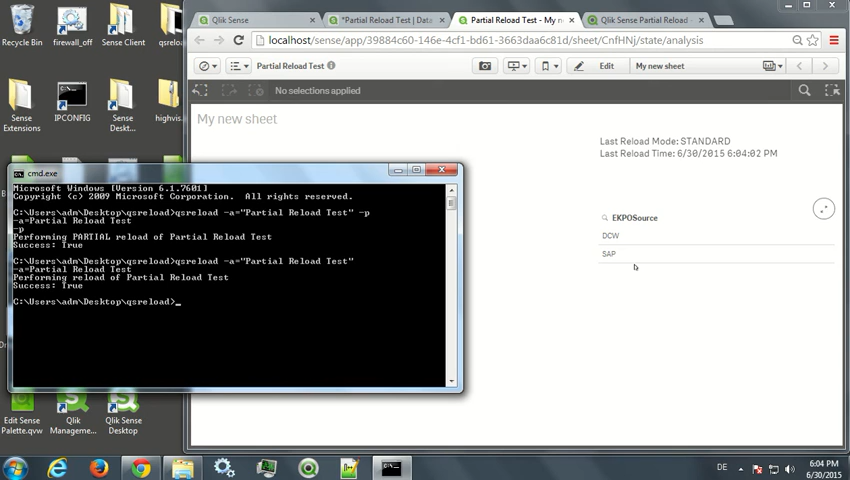 Recycle Bin
firewall_off
Sense Client
qsrelo
Sense Extensions
IPCONFIG
Sense Deskt...
highvis.
Qlik Sense
*Partial Reload Test | Data
Partial Reload Test - My n
Qlik Sense Partial Reload
localhost/sense/app/39884c60-146e-4cf1-bd61-3663daa6c81d/sheet/CnfHNj/state/analysis
Partial Reload Test
Edit
My new sheet
No selections applied
My new sheet
Last Reload Mode: STANDARD
Last Reload Time: 6/30/2015 6:04:02 PM
EKPOSource
DCW
SAP
cmd.exe
Microsoft Windows [Version 6.1.7601]
Copyright (c) 2009 Microsoft Corporation. All rights reserved.
C:\Users\adm\Desktop\qsreload>qsreload -a="Partial Reload Test" -p
-a=Partial Reload Test
-p
Performing PARTIAL reload of Partial Reload Test
Success: True
C:\Users\adm\Desktop\qsreload>qsreload -a="Partial Reload Test"
-a=Partial Reload Test
Performing reload of Partial Reload Test
Success: True
C:\Users\adm\Desktop\qsreload>_
Edit Sense Palette.qvw
Qlik Manageme...
Qlik Sense Desktop
DE
6:04 PM
6/30/2015